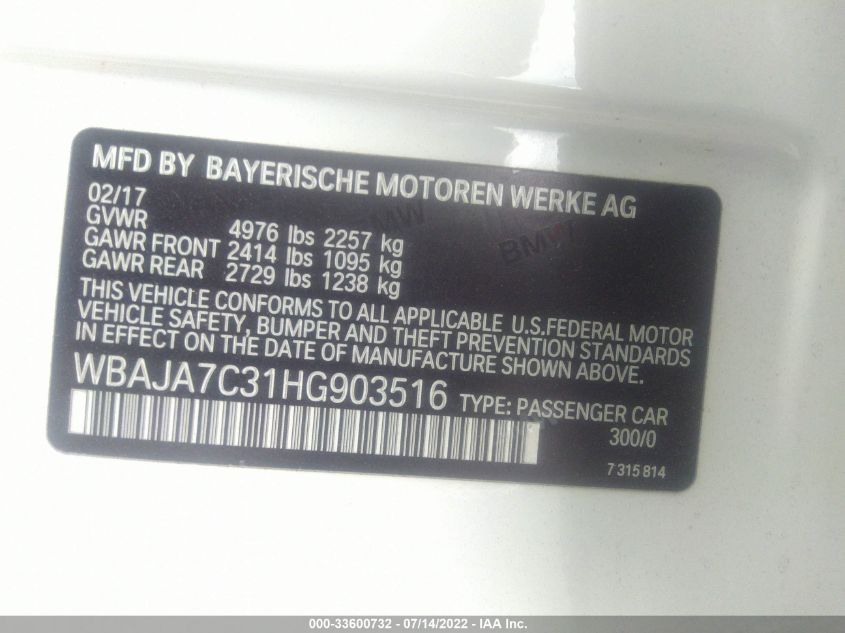 MFD BY BAYERISCHE MOTOREN WERKE AG
02/17
GVWR 4976 lbs 2257 kg
GAWR FRONT 2414 lbs 1095 kg
GAWR REAR 2729 lbs 1238 kg
THIS VEHICLE CONFORMS TO ALL APPLICABLE U.S.FEDERAL MOTOR
VEHICLE SAFETY, BUMPER AND THEFT PREVENTION STANDARDS
IN EFFECT ON THE DATE OF MANUFACTURE SHOWN ABOVE.
WBAJA7C31HG903516 TYPE: PASSENGER CAR
300/0
7 315 814
BMW
000-33600732 - 07/14/2022 - IAA Inc.